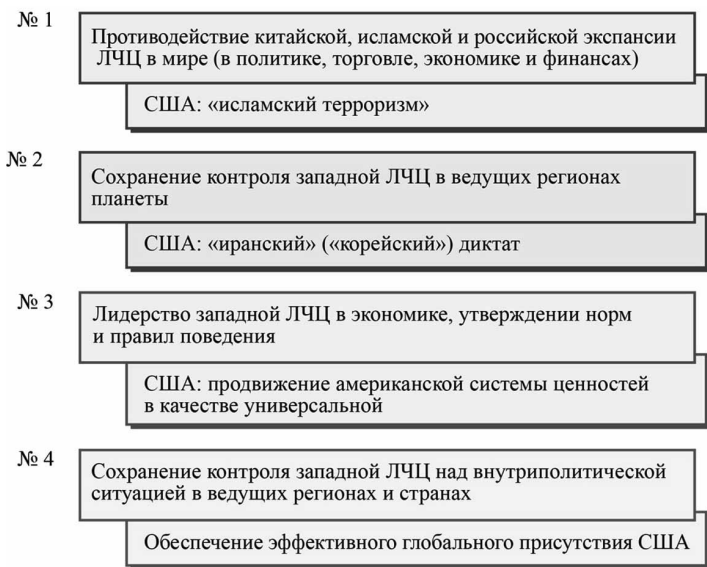 № 1
Противодействие китайской, исламской и российской экспансии
ЛЧЦ в мире (в политике, торговле, экономике и финансах)
США: «исламский терроризм»
№ 2
Сохранение контроля западной ЛЧЦ в ведущих регионах
планеты
США: «иранский» («корейский») диктат
№ 3
Лидерство западной ЛЧЦ в экономике, утверждении норм
и правил поведения
США: продвижение американской системы ценностей
в качестве универсальной
№ 4
Сохранение контроля западной ЛЧЦ над внутриполитической
ситуацией в ведущих регионах и странах
Обеспечение эффективного глобального присутствия США